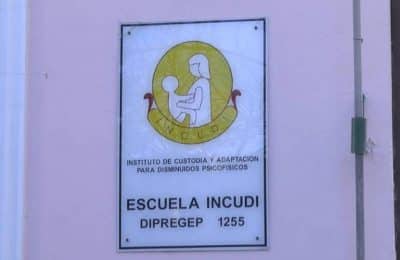 INCUDI
INSTITUTO DE CUSTODIA Y ADAPTACION
PARA DISMINUIDOS PSICOFISICOS
ESCUELA INCUDI
DIPREGEP 1255